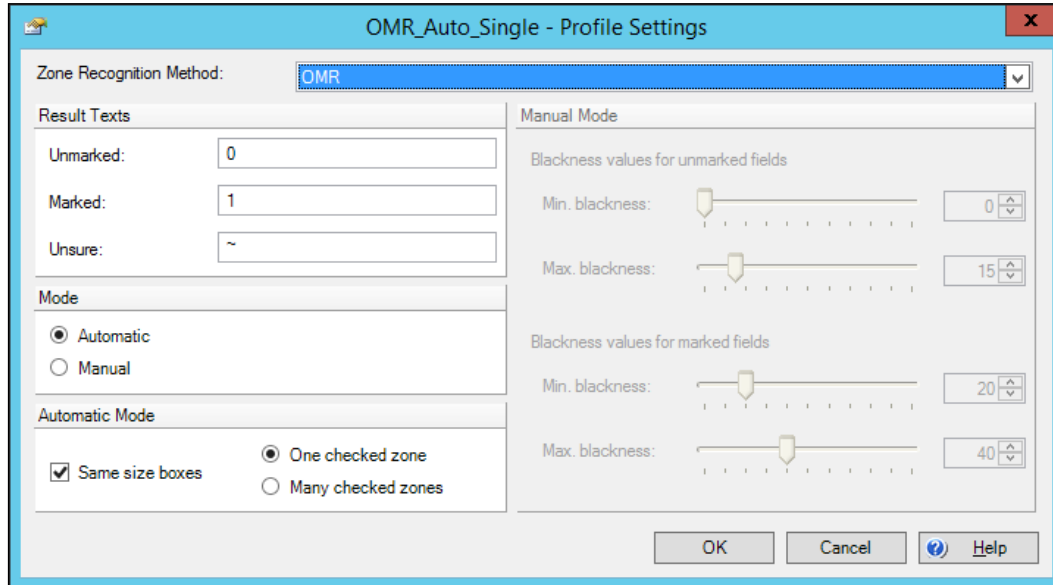 OMR_Auto_Single - Profile Settings
x
Zone Recognition Method: OMR
Result Texts
Unmarked: 0
Marked: 1
Unsure: ~
Mode
Automatic
Manual
Automatic Mode
Same size boxes
One checked zone
Many checked zones
Manual Mode
Blackness values for unmarked fields
Min. blackness: 0
Max. blackness: 15
Blackness values for marked fields
Min. blackness: 20
Max. blackness: 40
OK Cancel ? Help